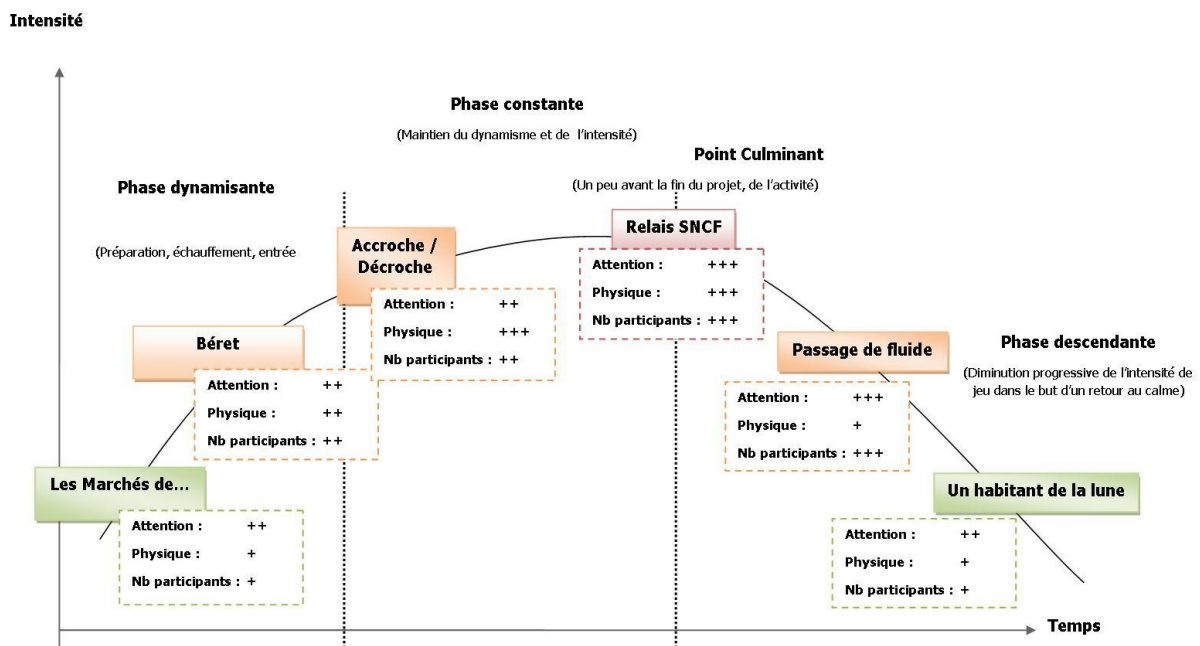 Intensité
Phase constante
(Maintien du dynamisme et de l'intensité)
Point Culminant
(Un peu avant la fin du projet, de l'activité)
Phase dynamisante
(Préparation, échauffement, entrée
Accroche /
Décroche
Attention : ++
Physique : +++
Nb participants : ++
Relais SNCF
Attention : +++
Physique : +++
Nb participants : +++
Béret
Attention : ++
Physique : ++
Nb participants : ++
Passage de fluide
Attention : +++
Physique : +
Nb participants : +++
Phase descendante
(Diminution progressive de l'intensité de
jeu dans le but d'un retour au calme)
Les Marchés de...
Attention : ++
Physique : +
Nb participants : +
Un habitant de la lune
Attention : ++
Physique : +
Nb participants : +
Temps